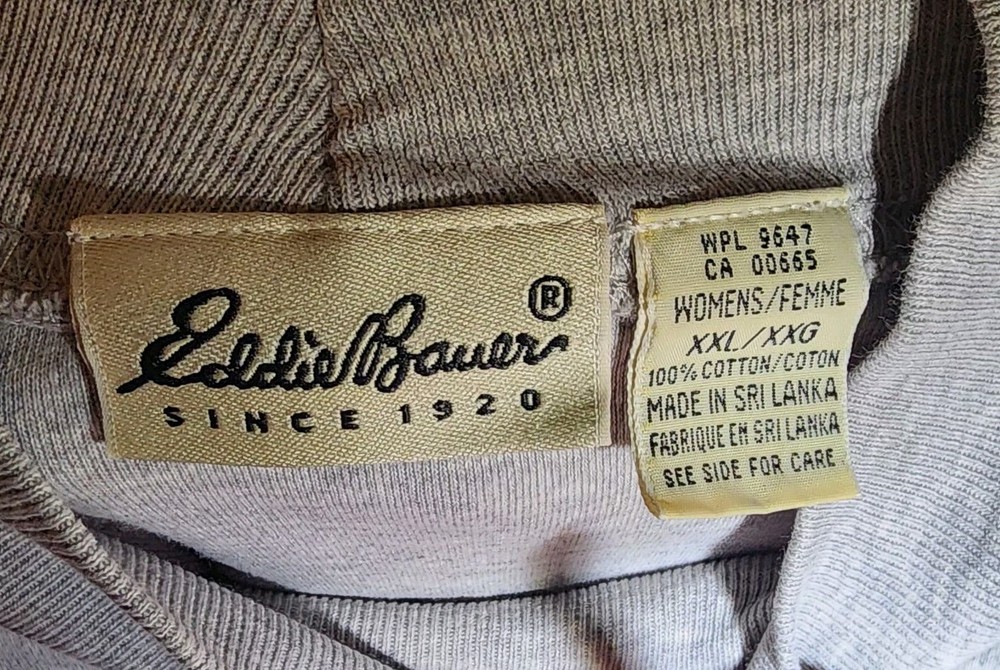 Eddie Bauer®
SINCE 1920
WPL 9647
CA 00665
WOMENS/FEMME
XXL/XXG
100% COTTON/COTON
MADE IN SRI LANKA
FABRIQUE EN SRI LANKA
SEE SIDE FOR CARE